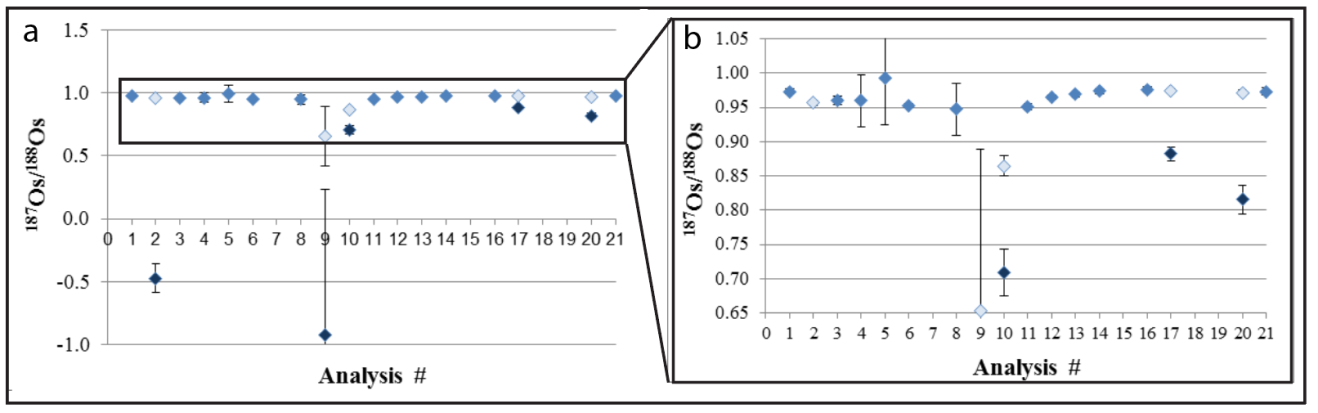 a
1.5
1.0
0.5
0.0
-0.5
-1.0
187Os/188Os
0 1 2 3 4 5 6 7 8 9 10 11 12 13 14 15 16 17 18 19 20 21
Analysis #
b
1.05
1.00
0.95
0.90
0.85
0.80
0.75
0.70
0.65
187Os/188Os
0 1 2 3 4 5 6 7 8 9 10 11 12 13 14 15 16 17 18 19 20 21
Analysis #